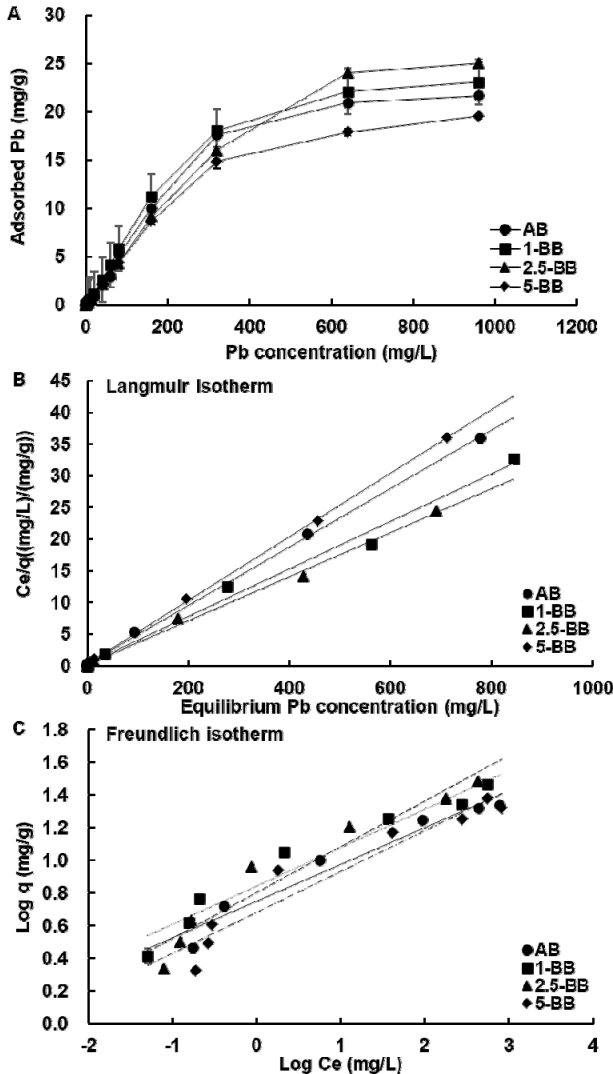 A
30
25
20
15
10
5
0
Adsorbed Pb (mg/g)
AB
1-BB
2.5-BB
5-BB
0 200 400 600 800 1000 1200
Pb concentration (mg/L)
B
Langmuir Isotherm
45
40
35
30
25
20
15
10
5
0
Ce/q((mg/L)/(mg/g))
AB
1-BB
2.5-BB
5-BB
0 200 400 600 800 1000
Equilibrium Pb concentration (mg/L)
C
Freundlich isotherm
1.8
1.6
1.4
1.2
1.0
0.8
0.6
0.4
0.2
0.0
Log q (mg/g)
AB
1-BB
2.5-BB
5-BB
-2 -1 0 1 2 3 4
Log Ce (mg/L)